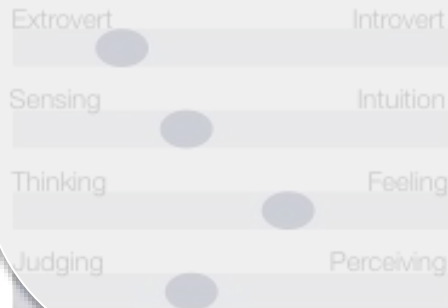 Extrovert Introvert
Sensing Intuition
Thinking Feeling
Judging Perceiving